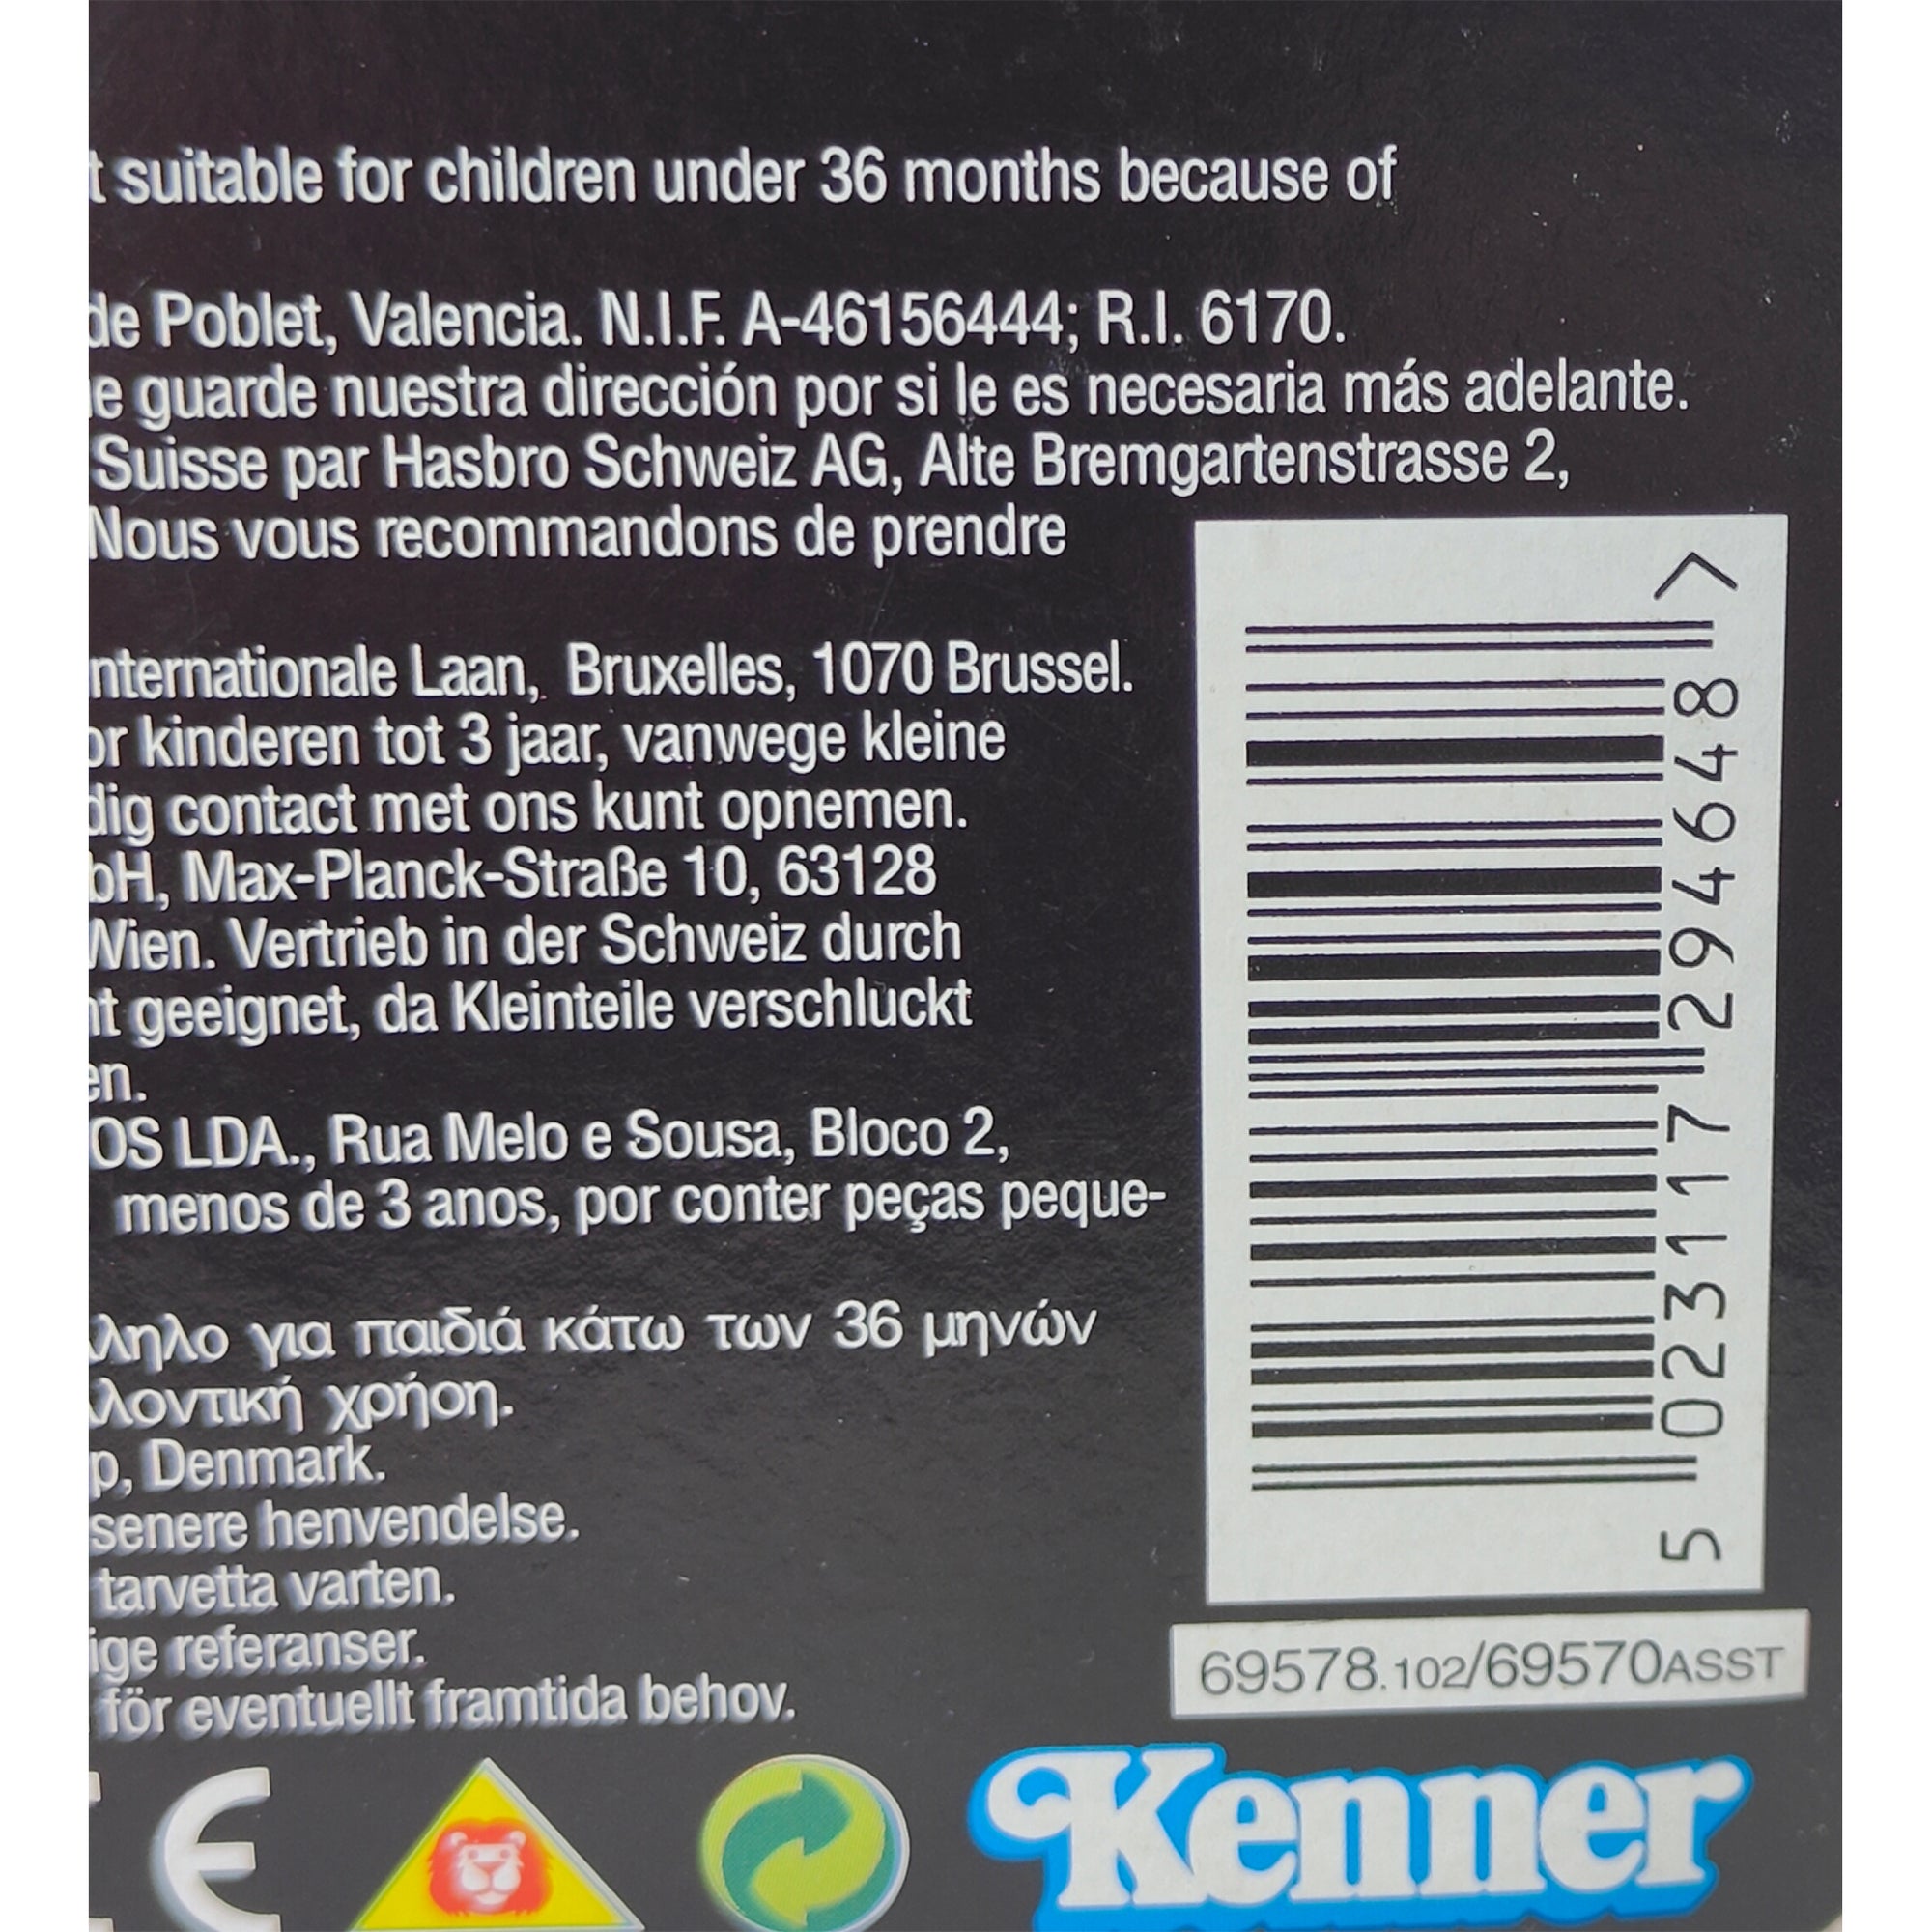 t suitable for children under 36 months because of
de Poblet, Valencia. N.I.F. A-46156444; R.I. 6170.
e guarde nuestra dirección por si le es necesaria más adelante.
Suisse par Hasbro Schweiz AG, Alte Bremgartenstrasse 2,
Nous vous recommandons de prendre
nternationale Laan, Bruxelles, 1070 Brussel.
or kinderen tot 3 jaar, vanwege kleine
dig contact met ons kunt opnemen.
bH, Max-Planck-Straße 10, 63128
Wien. Vertrieb in der Schweiz durch
ht geeignet, da Kleinteile verschluckt
en.
OS LDA., Rua Melo e Sousa, Bloco 2,
menos de 3 anos, por conter peças peque-
λληλο για παιδιά κάτω των 36 μηνών
λλοντική χρήοη.
p, Denmark.
senere henvendelse.
tarvetta varten.
ige referanser.
för eventuellt framtida behov.
5 023117 294648 >
69578.102/69570ASST
CE
Kenner